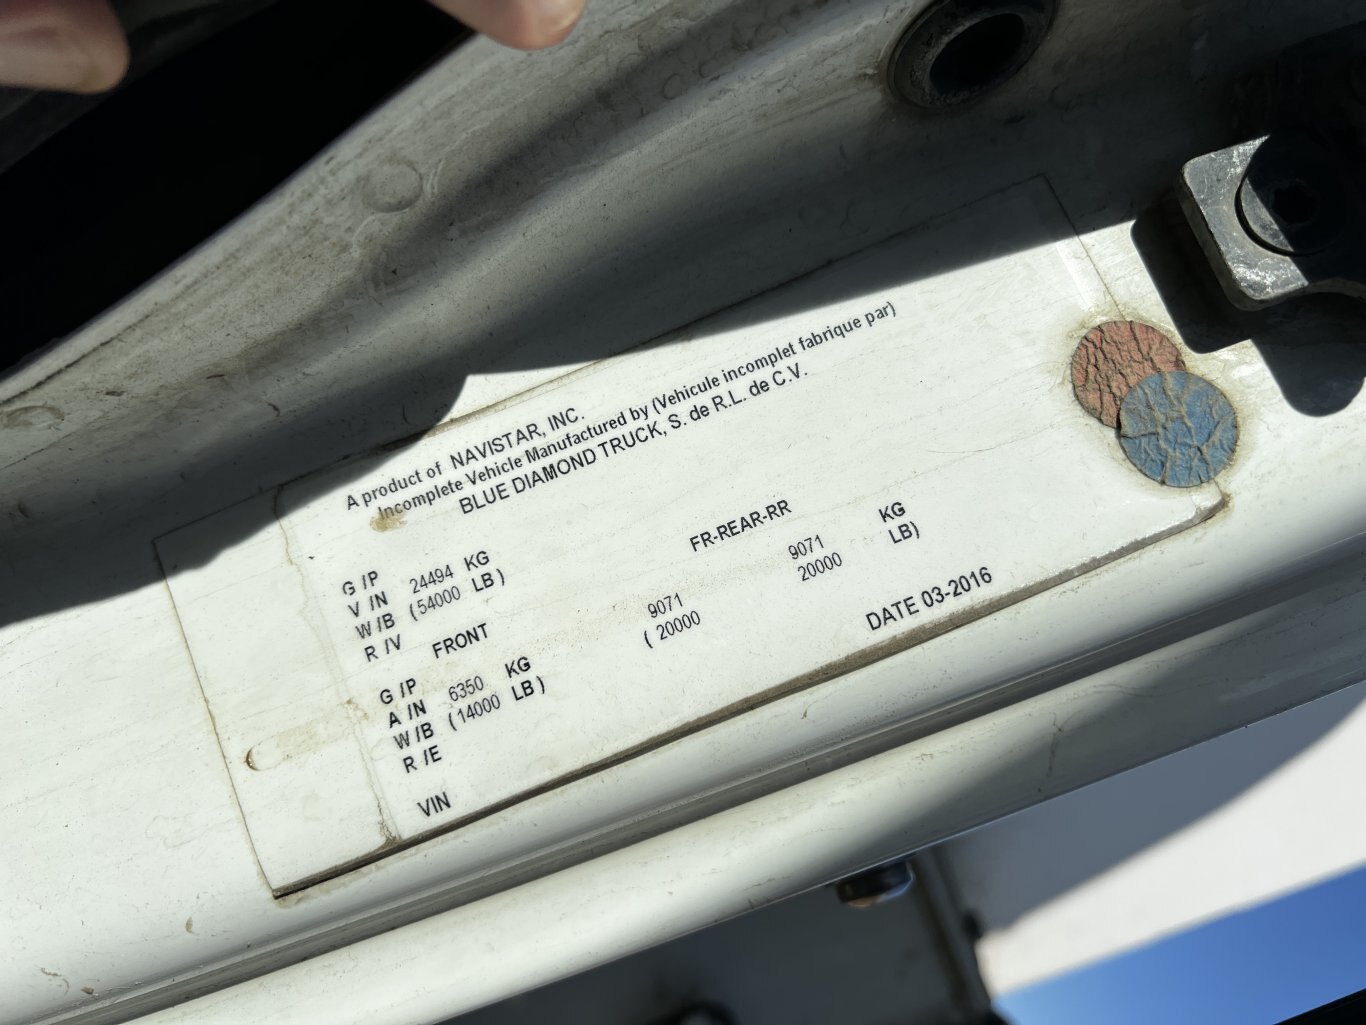 A product of NAVISTAR, INC.
Incomplete Vehicle Manufactured by (Vehicule incomplet fabrique par)
BLUE DIAMOND TRUCK, S. de R.L. de C.V.
G /P
V /N 24494 KG
W /B (54000 LB)
R /V
FRONT FR-REAR-RR
G /P
A /N 6350 KG 9071 9071 KG
W /B (14000 LB) ( 20000 20000 LB)
R /E
VIN DATE 03-2016